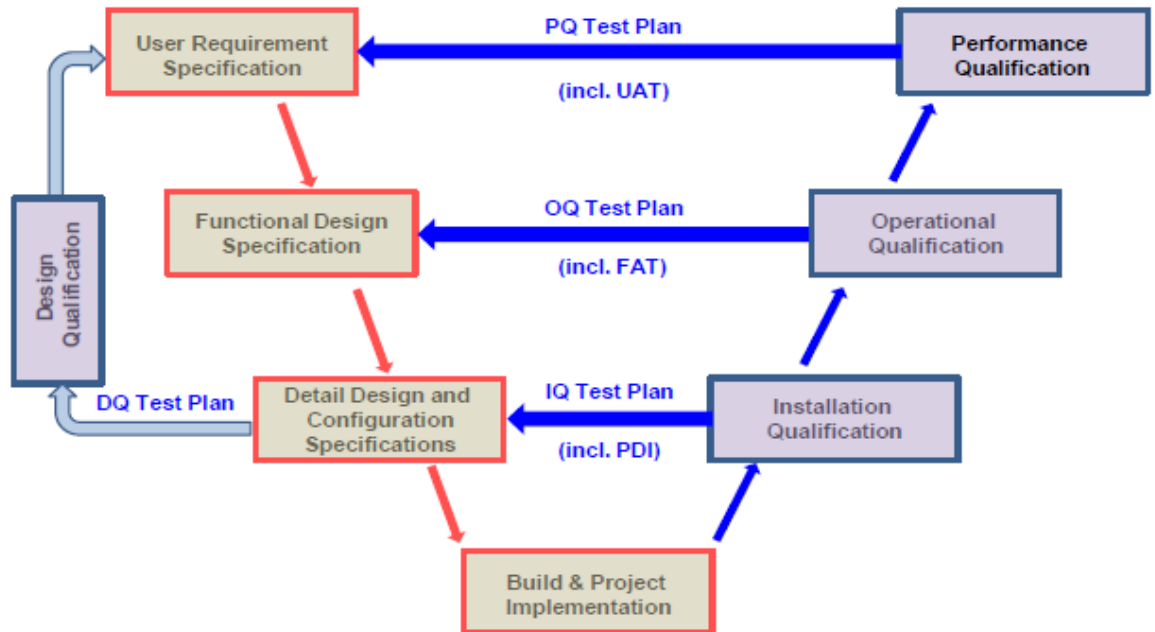 User Requirement
Specification
PQ Test Plan
(incl. UAT)
Performance
Qualification
Design
Qualification
Functional Design
Specification
OQ Test Plan
(incl. FAT)
Operational
Qualification
DQ Test Plan
Detail Design and
Configuration
Specifications
IQ Test Plan
(incl. PDI)
Installation
Qualification
Build & Project
Implementation